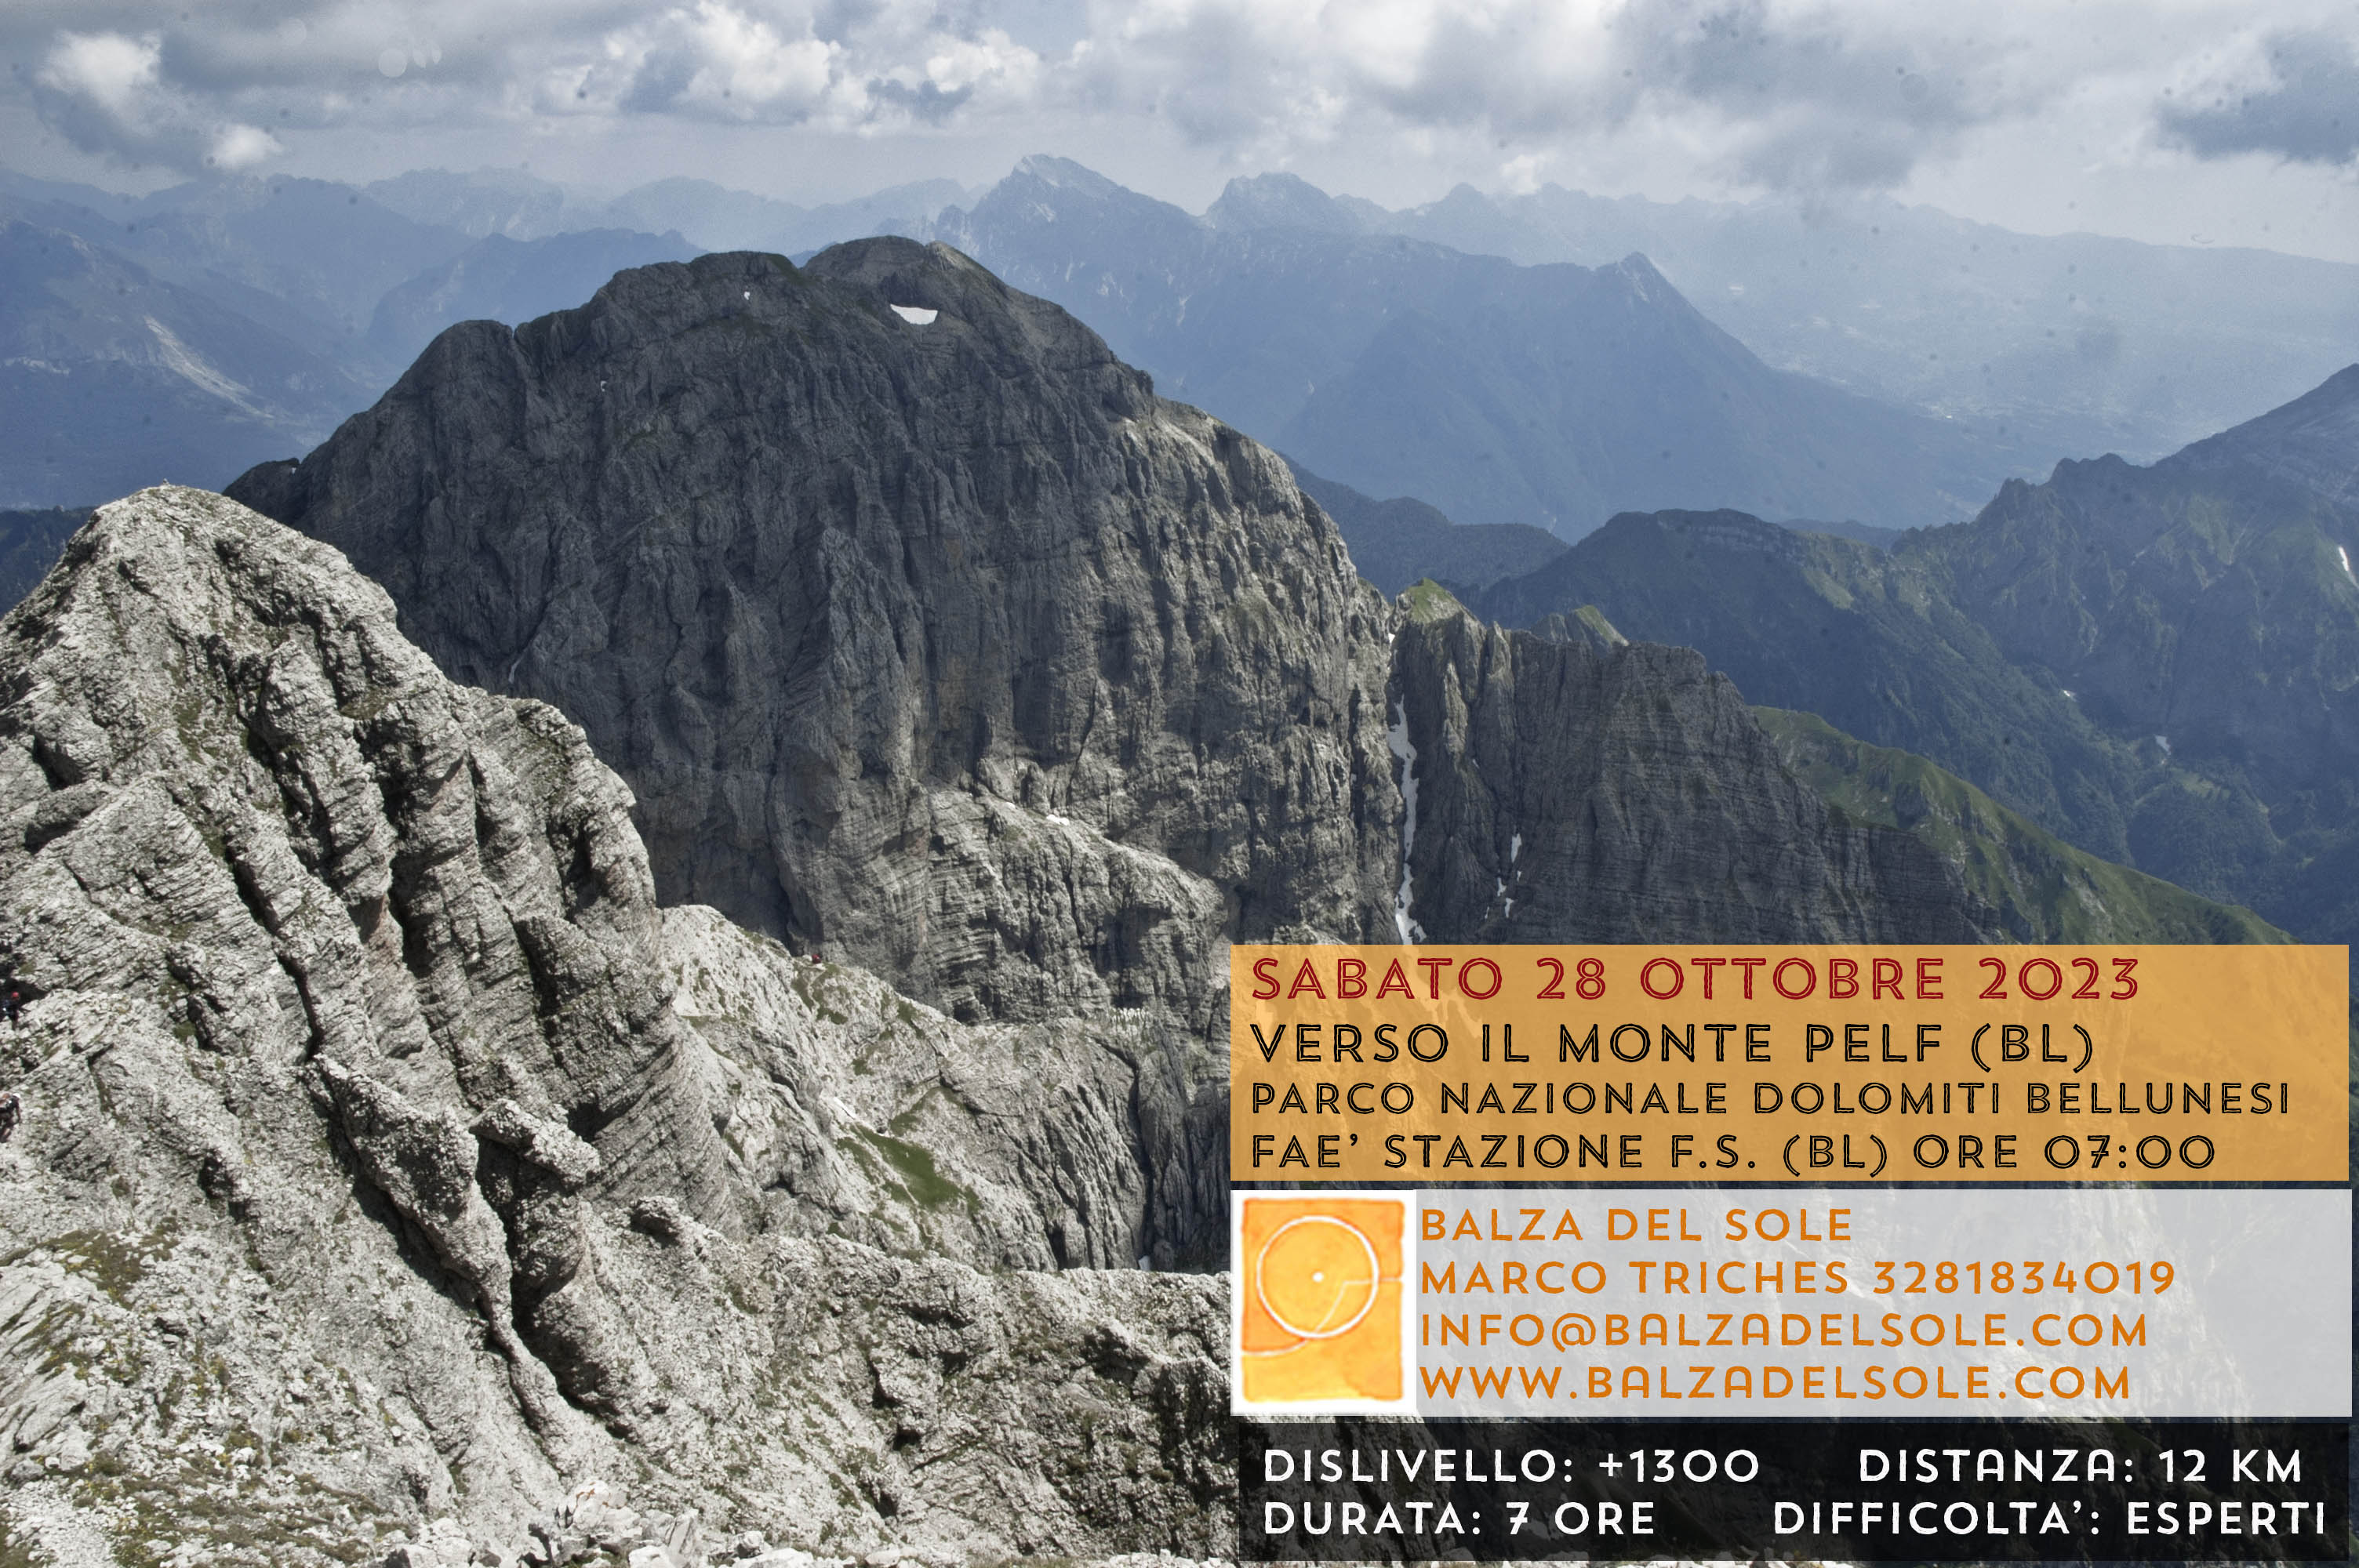 SABATO 28 OTTOBRE 2023
VERSO IL MONTE PELF (BL)
PARCO NAZIONALE DOLOMITI BELLUNESI
FAE' STAZIONE F.S. (BL) ORE 07:00
BALZA DEL SOLE
MARCO TRICHES 3281834019
INFO@BALZADELSOLE.COM
WWW.BALZADELSOLE.COM
DISLIVELLO: +1300 DISTANZA: 12 KM
DURATA: 7 ORE DIFFICOLTA': ESPERTI